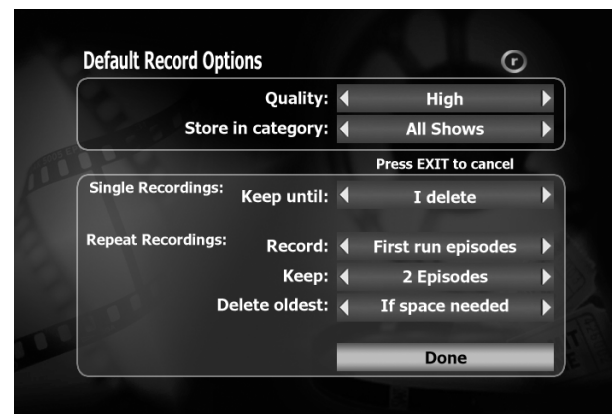 Default Record Options r
Quality: High
Store in category: All Shows
Press EXIT to cancel
Single Recordings: Keep until: I delete
Repeat Recordings: Record: First run episodes
Keep: 2 Episodes
Delete oldest: If space needed
Done